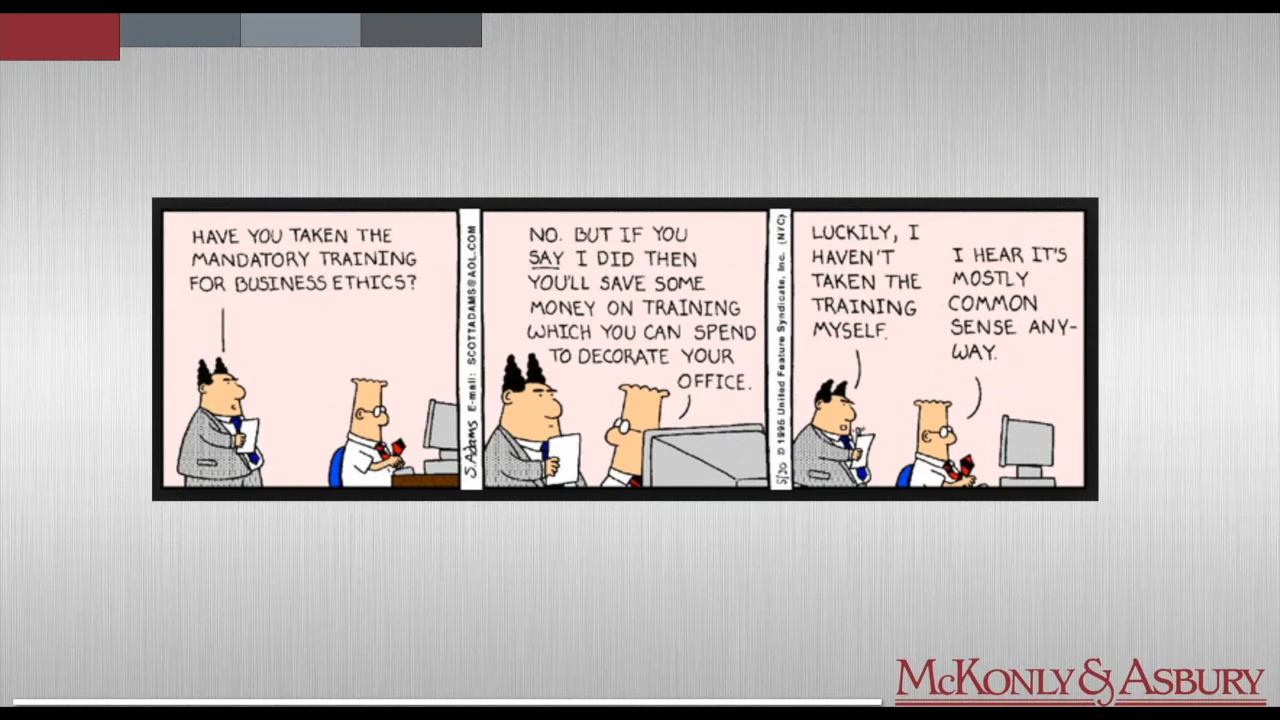 HAVE YOU TAKEN THE
MANDATORY TRAINING
FOR BUSINESS ETHICS?
S.Adams E-mail: SCOTTADAMS@AOL.COM
NO. BUT IF YOU
SAY I DID THEN
YOU'LL SAVE SOME
MONEY ON TRAINING
WHICH YOU CAN SPEND
TO DECORATE YOUR
OFFICE.
5/20 © 1995 United Feature Syndicate, Inc. (NYC)
LUCKILY, I
HAVEN'T
TAKEN THE
TRAINING
MYSELF.
I HEAR IT'S
MOSTLY
COMMON
SENSE ANY-
WAY.
MCKONLY & ASBURY